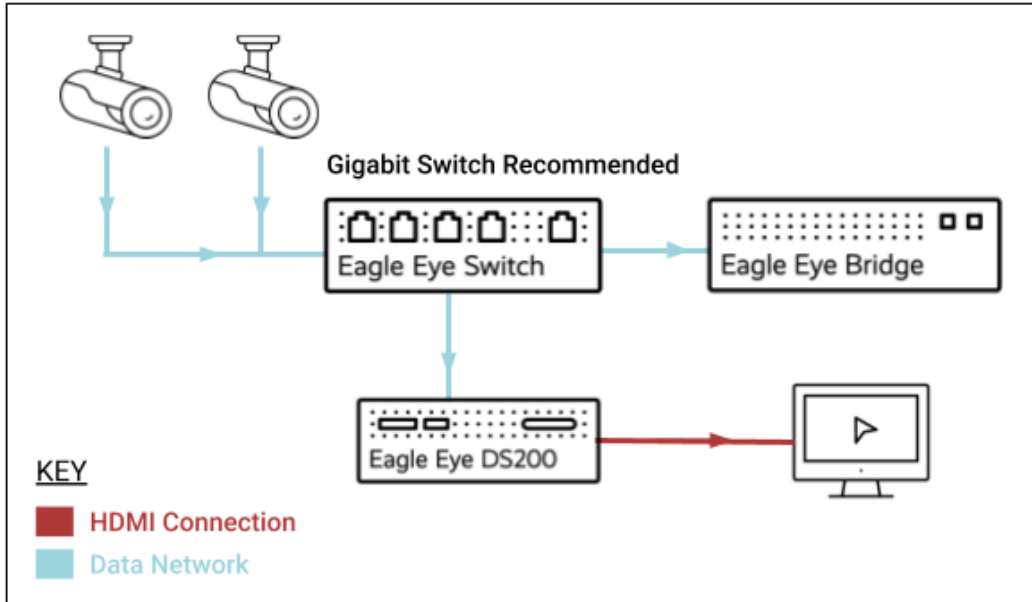 Gigabit Switch Recommended
Eagle Eye Switch
Eagle Eye Bridge
Eagle Eye DS200
KEY
HDMI Connection
Data Network